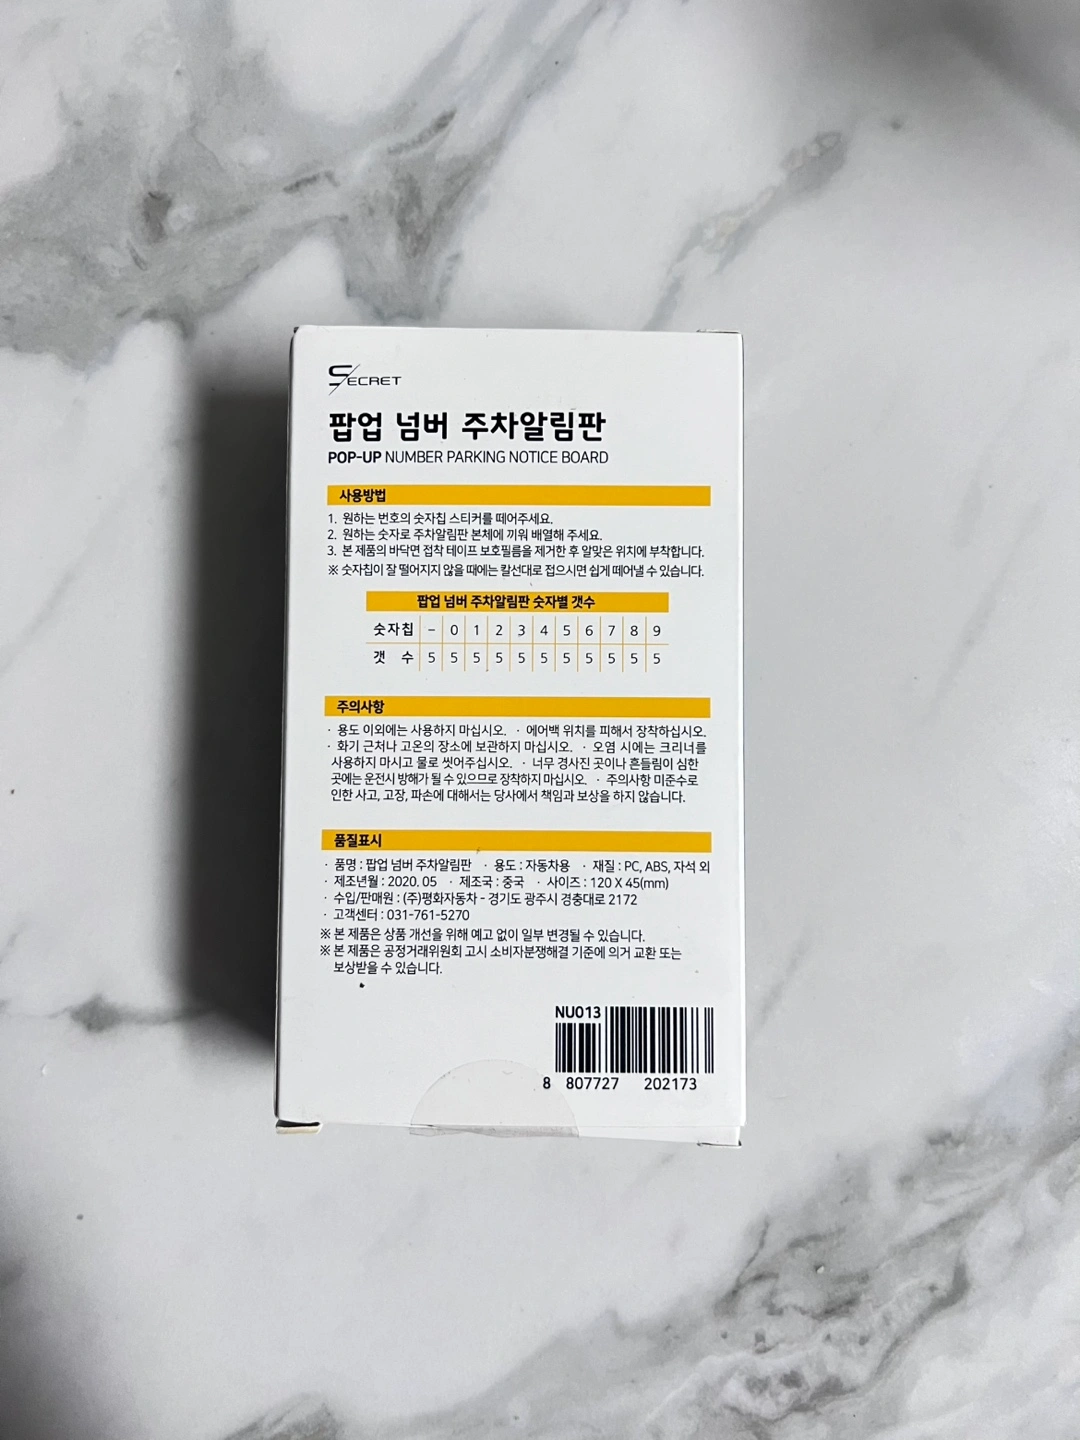 SECRET
팝업 넘버 주차알림판
POP-UP NUMBER PARKING NOTICE BOARD
사용방법
1. 원하는 번호의 숫자칩 스티커를 떼어주세요.
2. 원하는 숫자로 주차알림판 본체에 끼워 배열해 주세요.
3. 본 제품의 바닥면 접착 테이프 보호필름을 제거한 후 알맞은 위치에 부착합니다.
※ 숫자칩이 잘 떨어지지 않을 때에는 칼선대로 접으시면 쉽게 떼어낼 수 있습니다.
팝업 넘버 주차알림판 숫자별 갯수
숫자칩 - 0 1 2 3 4 5 6 7 8 9
갯 수 5 5 5 5 5 5 5 5 5 5 5
주의사항
· 용도 이외에는 사용하지 마십시오. · 에어백 위치를 피해서 장착하십시오.
· 화기 근처나 고온의 장소에 보관하지 마십시오. · 오염 시에는 크리너를
사용하지 마시고 물로 씻어주십시오. · 너무 경사진 곳이나 흔들림이 심한
곳에는 운전시 방해가 될 수 있으므로 장착하지 마십시오. · 주의사항 미준수로
인한 사고, 고장, 파손에 대해서는 당사에서 책임과 보상을 하지 않습니다.
품질표시
· 품명 : 팝업 넘버 주차알림판 · 용도 : 자동차용 · 재질 : PC, ABS, 자석 외
· 제조년월 : 2020. 05 · 제조국 : 중국 · 사이즈 : 120 X 45(mm)
· 수입/판매원 : (주)평화자동차 - 경기도 광주시 경충대로 2172
· 고객센터 : 031-761-5270
※ 본 제품은 상품 개선을 위해 예고 없이 일부 변경될 수 있습니다.
※ 본 제품은 공정거래위원회 고시 소비자분쟁해결 기준에 의거 교환 또는
보상받을 수 있습니다.
NU013
8 807727 202173